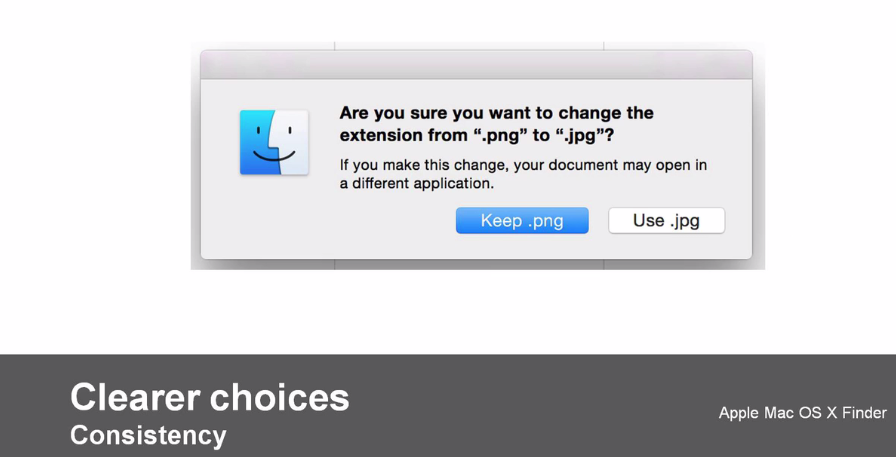 Are you sure you want to change the
extension from “.png” to “.jpg”?
If you make this change, your document may open in
a different application.
Keep .png
Use .jpg
Clearer choices
Consistency
Apple Mac OS X Finder